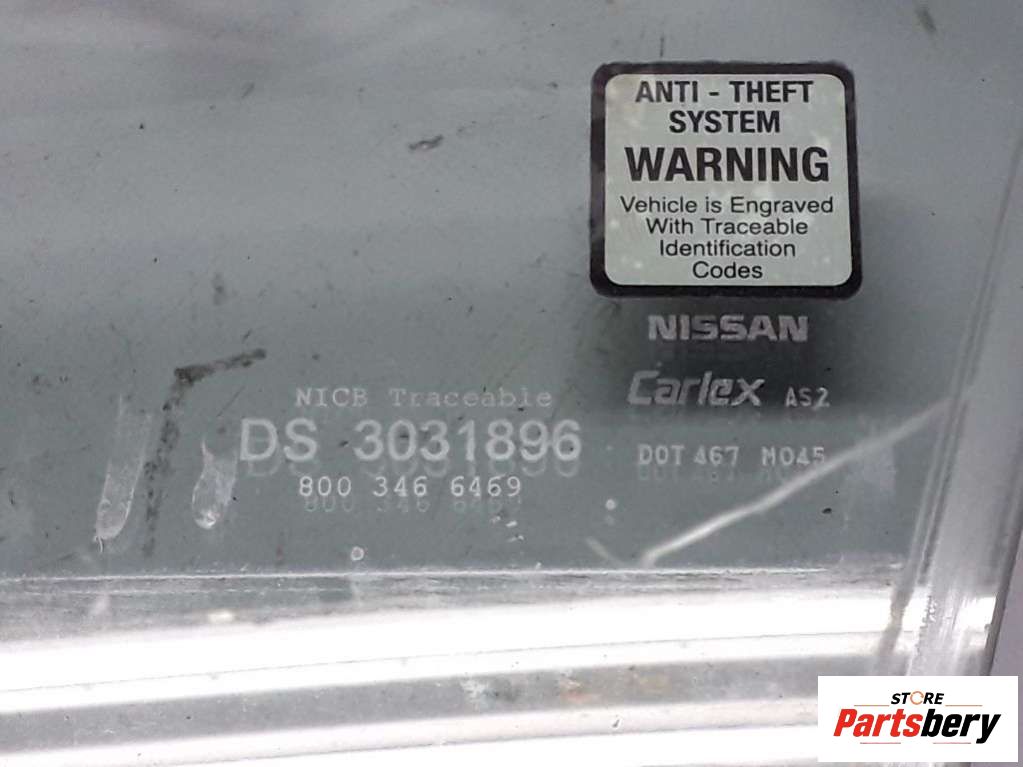 ANTI - THEFT
SYSTEM
WARNING
Vehicle is Engraved
With Traceable
Identification
Codes
NISSAN
Carlex AS2
DOT 467 M045
NICB Traceable
DS 3031896
800 346 6469
STORE
Partsbery